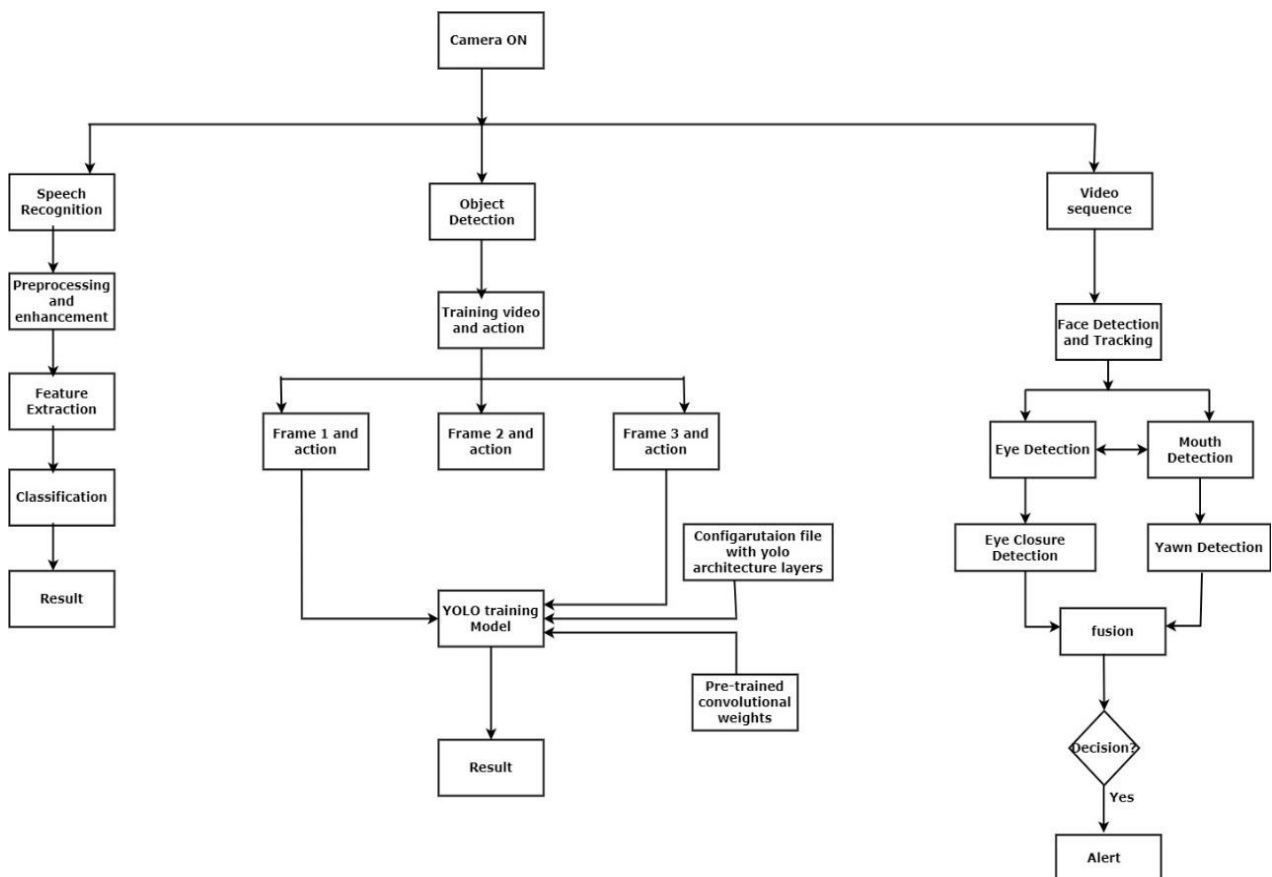 Camera ON
Speech
Recognition
Object
Detection
Video
sequence
Preprocessing
and
enhancement
Training video
and action
Face Detection
and Tracking
Feature
Extraction
Frame 1 and
action
Frame 2 and
action
Frame 3 and
action
Eye Detection
Mouth
Detection
Classification
Configarutaion file
with yolo
architecture layers
Eye Closure
Detection
Yawn Detection
Result
YOLO training
Model
fusion
Pre-trained
convolutional
weights
Result
Decision?
Yes
Alert